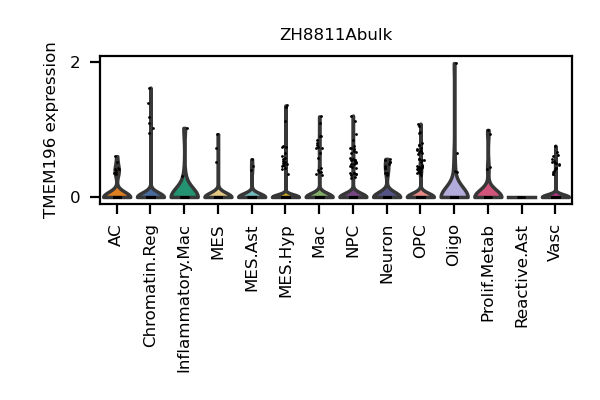 ZH8811Abulk
TMEM196 expression
2
0
AC
Chromatin.Reg
Inflammatory.Mac
MES
MES.Ast
MES.Hyp
Mac
NPC
Neuron
OPC
Oligo
Prolif.Metab
Reactive.Ast
Vasc